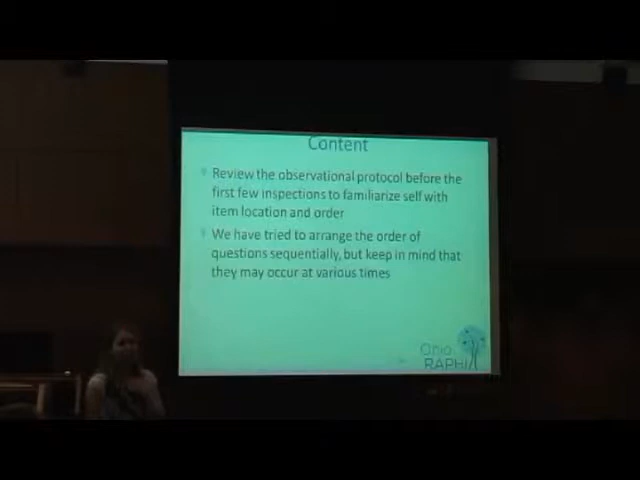 Content
Review the observational protocol before the
first few inspections to familiarize self with
item location and order
We have tried to arrange the order of
questions sequentially, but keep in mind that
they may occur at various times
Ohio
RAPHI